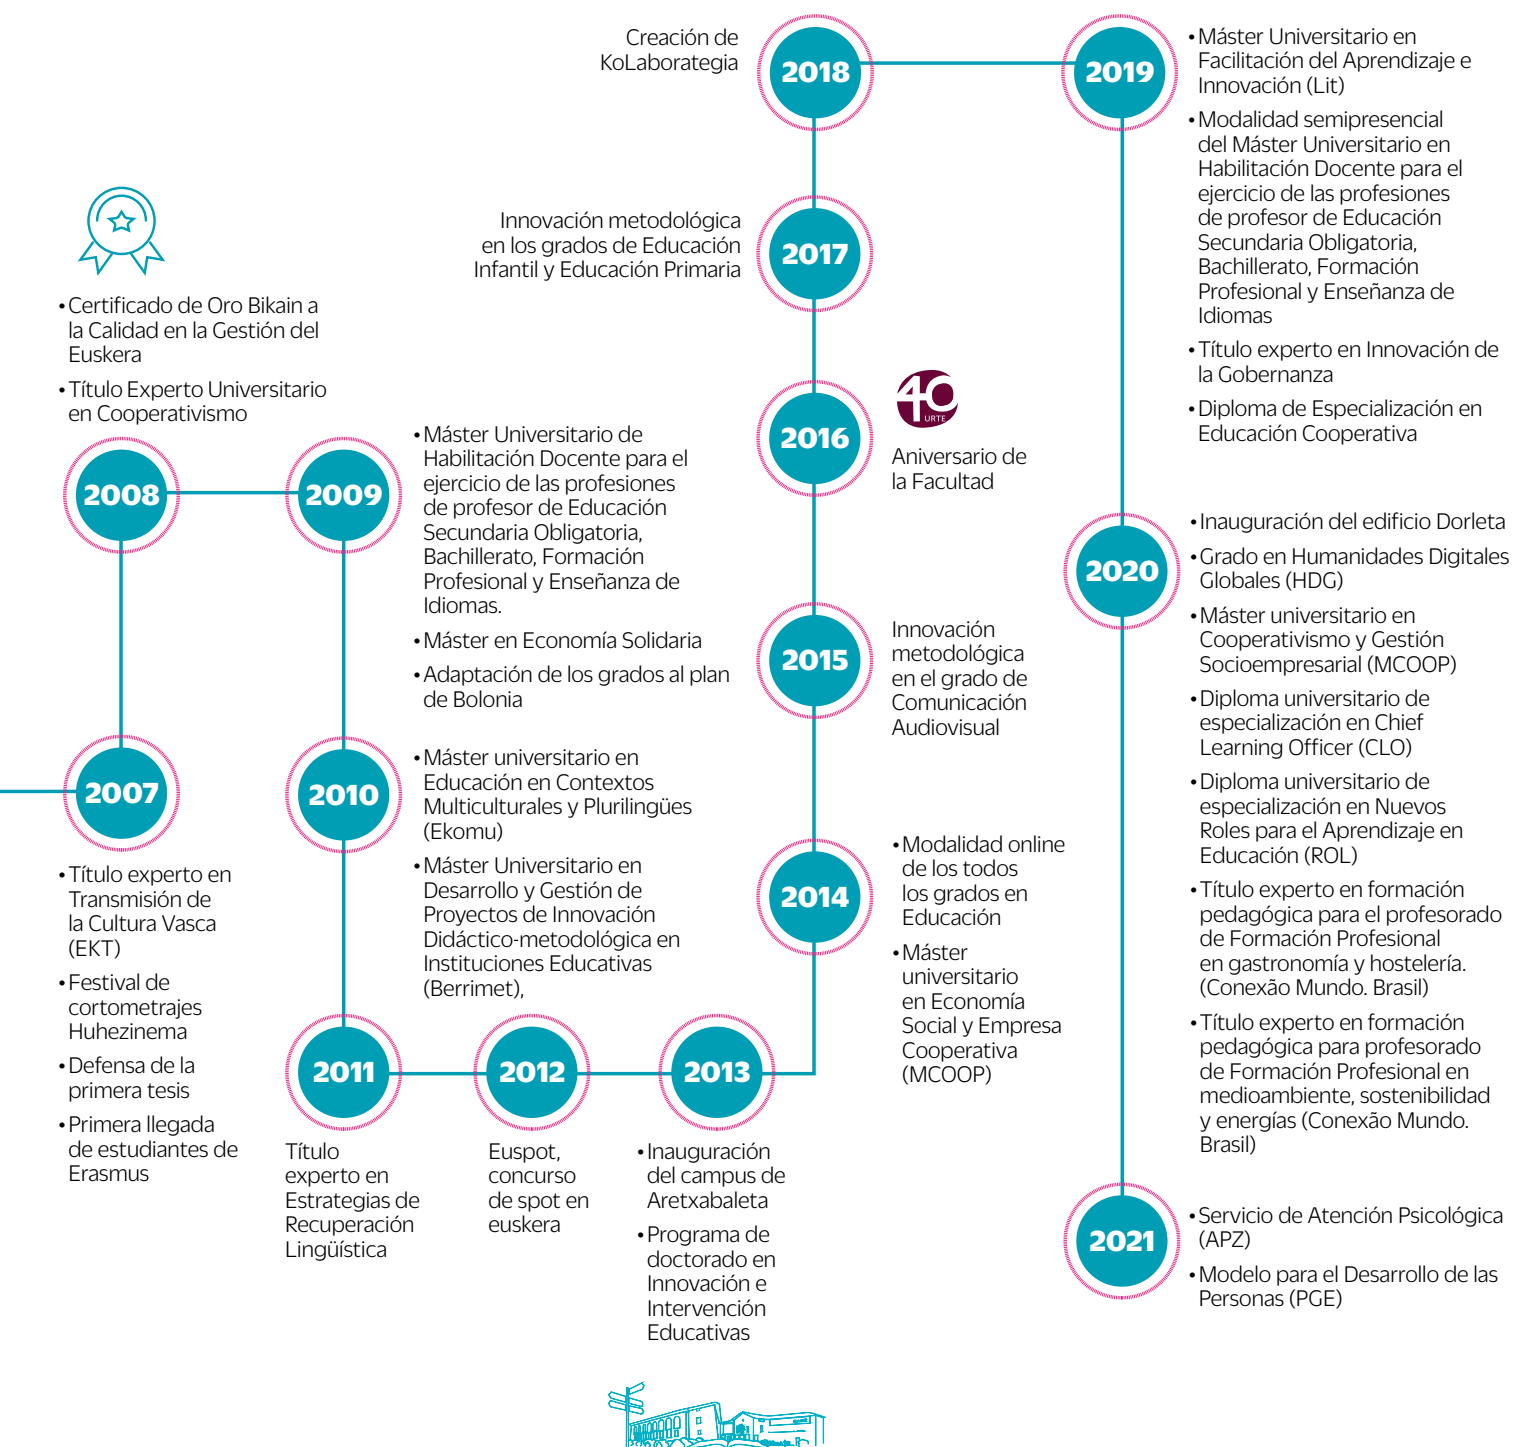 •Certificado de Oro Bikain a
la Calidad en la Gestión del
Euskera
•Título Experto Universitario
en Cooperativismo
2008
2007
•Título experto en
Transmisión de
la Cultura Vasca
(EKT)
•Festival de
cortometrajes
Huhezinema
•Defensa de la
primera tesis
•Primera llegada
de estudiantes de
Erasmus
2009
•Máster Universitario de
Habilitación Docente para el
ejercicio de las profesiones
de profesor de Educación
Secundaria Obligatoria,
Bachillerato, Formación
Profesional y Enseñanza de
Idiomas.
•Máster en Economía Solidaria
•Adaptación de los grados al plan
de Bolonia
2010
•Máster universitario en
Educación en Contextos
Multiculturales y Plurilingües
(Ekomu)
•Máster Universitario en
Desarrollo y Gestión de
Proyectos de Innovación
Didáctico-metodológica en
Instituciones Educativas
(Berrimet),
2011
Título
experto en
Estrategias de
Recuperación
Lingüística
2012
Euspot,
concurso
de spot en
euskera
2013
•Inauguración
del campus de
Aretxabaleta
•Programa de
doctorado en
Innovación e
Intervención
Educativas
2014
•Modalidad online
de los todos
los grados en
Educación
•Máster
universitario
en Economía
Social y Empresa
Cooperativa
(MCOOP)
2015
Innovación
metodológica
en el grado de
Comunicación
Audiovisual
2016
40
URTE
Aniversario de
la Facultad
2017
Innovación metodológica
en los grados de Educación
Infantil y Educación Primaria
2018
Creación de
KoLaborategia
2019
•Máster Universitario en
Facilitación del Aprendizaje e
Innovación (Lit)
•Modalidad semipresencial
del Máster Universitario en
Habilitación Docente para el
ejercicio de las profesiones
de profesor de Educación
Secundaria Obligatoria,
Bachillerato, Formación
Profesional y Enseñanza de
Idiomas
•Título experto en Innovación de
la Gobernanza
•Diploma de Especialización en
Educación Cooperativa
2020
•Inauguración del edificio Dorleta
•Grado en Humanidades Digitales
Globales (HDG)
•Máster universitario en
Cooperativismo y Gestión
Socioempresarial (MCOOP)
•Diploma universitario de
especialización en Chief
Learning Officer (CLO)
•Diploma universitario de
especialización en Nuevos
Roles para el Aprendizaje en
Educación (ROL)
•Título experto en formación
pedagógica para el profesorado
de Formación Profesional
en gastronomía y hostelería.
(Conexão Mundo. Brasil)
•Título experto en formación
pedagógica para profesorado
de Formación Profesional en
medioambiente, sostenibilidad
y energías (Conexão Mundo.
Brasil)
2021
•Servicio de Atención Psicológica
(APZ)
•Modelo para el Desarrollo de las
Personas (PGE)